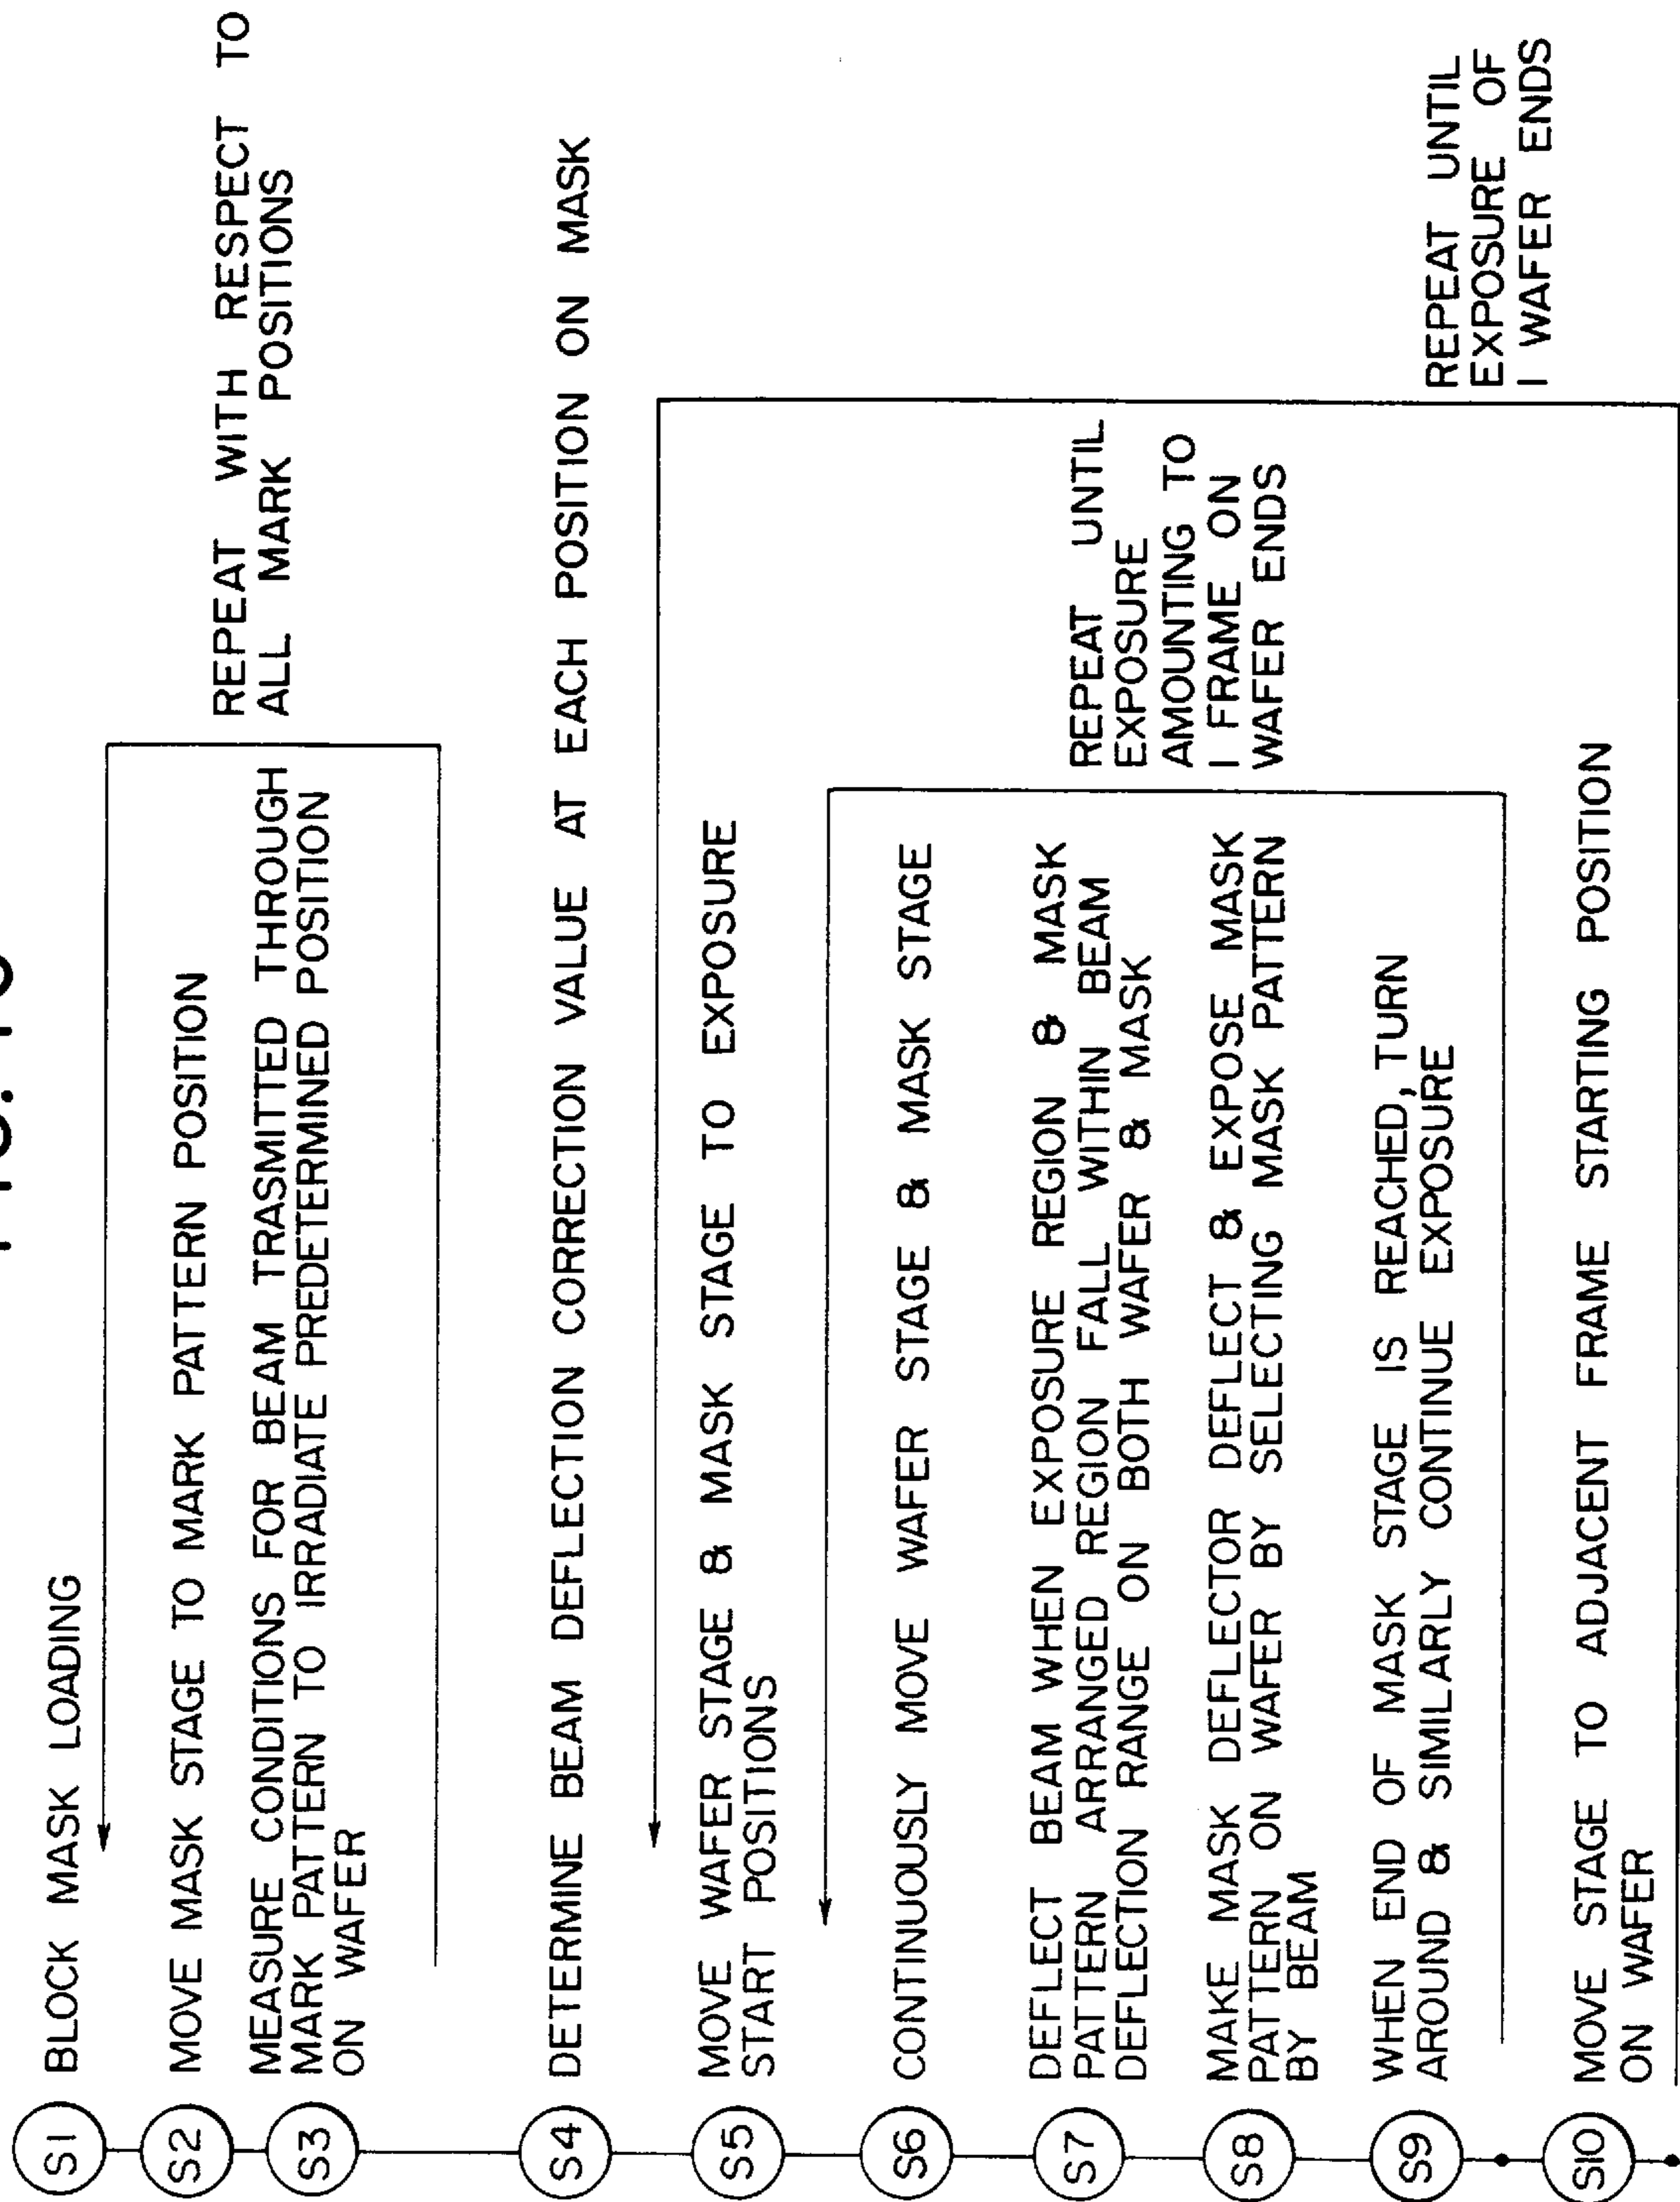 S1 BLOCK MASK LOADING
S2 MOVE MASK STAGE TO MARK PATTERN POSITION
S3 MEASURE CONDITIONS FOR BEAM TRASMITTED THROUGH
MARK PATTERN TO IRRADIATE PREDETERMINED POSITION
ON WAFER
REPEAT WITH RESPECT TO
ALL MARK POSITIONS
S4 DETERMINE BEAM DEFLECTION CORRECTION VALUE AT EACH POSITION ON MASK
S5 MOVE WAFER STAGE & MASK STAGE TO EXPOSURE
START POSITIONS
S6 CONTINUOUSLY MOVE WAFER STAGE & MASK STAGE
S7 DEFLECT BEAM WHEN EXPOSURE REGION & MASK
PATTERN ARRANGED REGION FALL WITHIN BEAM
DEFLECTION RANGE ON BOTH WAFER & MASK
S8 MAKE MASK DEFLECTOR DEFLECT & EXPOSE MASK
PATTERN ON WAFER BY SELECTING MASK PATTERN
BY BEAM
S9 WHEN END OF MASK STAGE IS REACHED, TURN
AROUND & SIMILARLY CONTINUE EXPOSURE
REPEAT UNTIL
EXPOSURE
AMOUNTING TO
1 FRAME ON
WAFER ENDS
S10 MOVE STAGE TO ADJACENT FRAME STARTING POSITION
ON WAFER
REPEAT UNTIL
EXPOSURE OF
1 WAFER ENDS